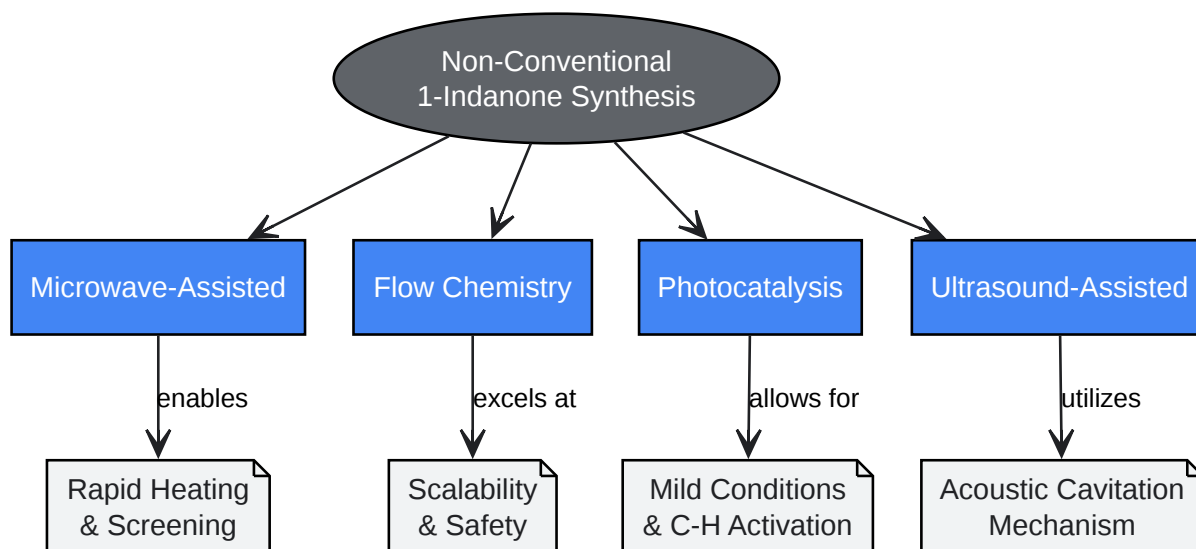 Non-Conventional
1-Indanone Synthesis
Microwave-Assisted
Flow Chemistry
Photocatalysis
Ultrasound-Assisted
enables
excels at
allows for
utilizes
Rapid Heating
& Screening
Scalability
& Safety
Mild Conditions
& C-H Activation
Acoustic Cavitation
Mechanism